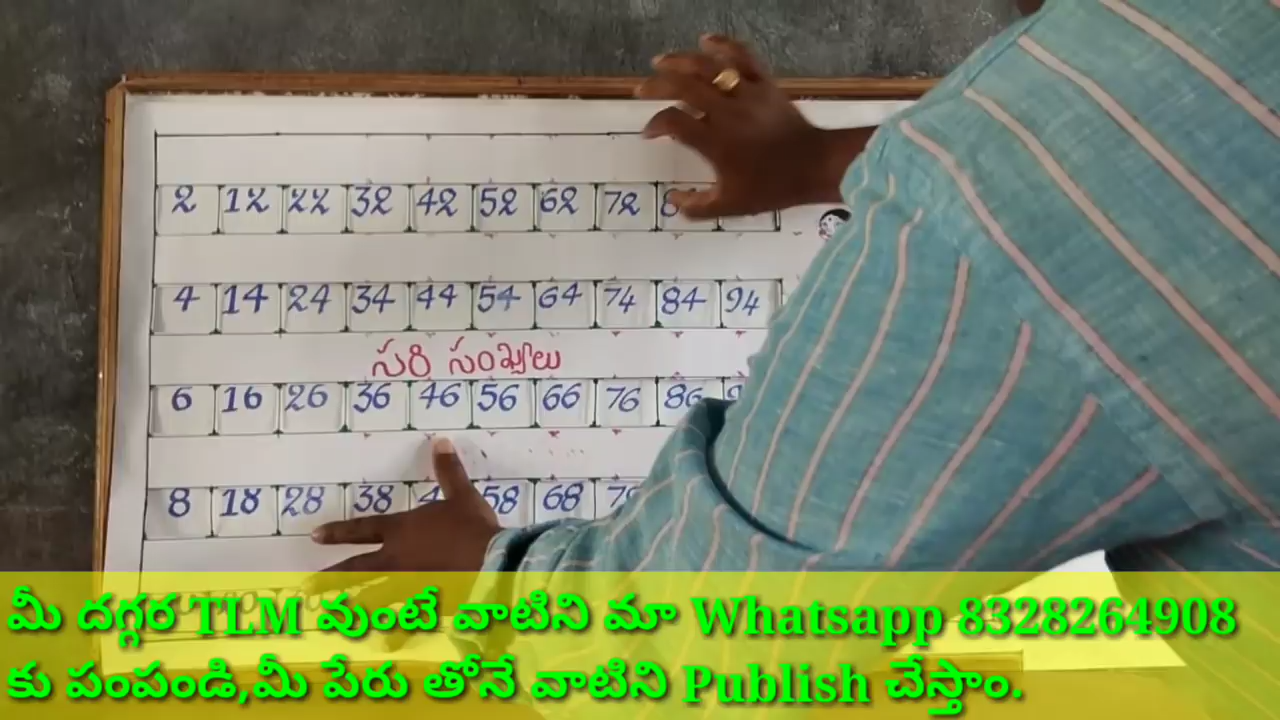 2 12 22 32 42 52 62 72
4 14 24 34 44 54 64 74 84 94
సరి సంఖ్యలు
6 16 26 36 46 56 66 76 86
8 18 28 38 58 68
మీ దగ్గర TLM వుంటే వాటిని మా Whatsapp 8328264908
కు పంపండి,మీ పేరు తోనే వాటిని Publish చేస్తాం.